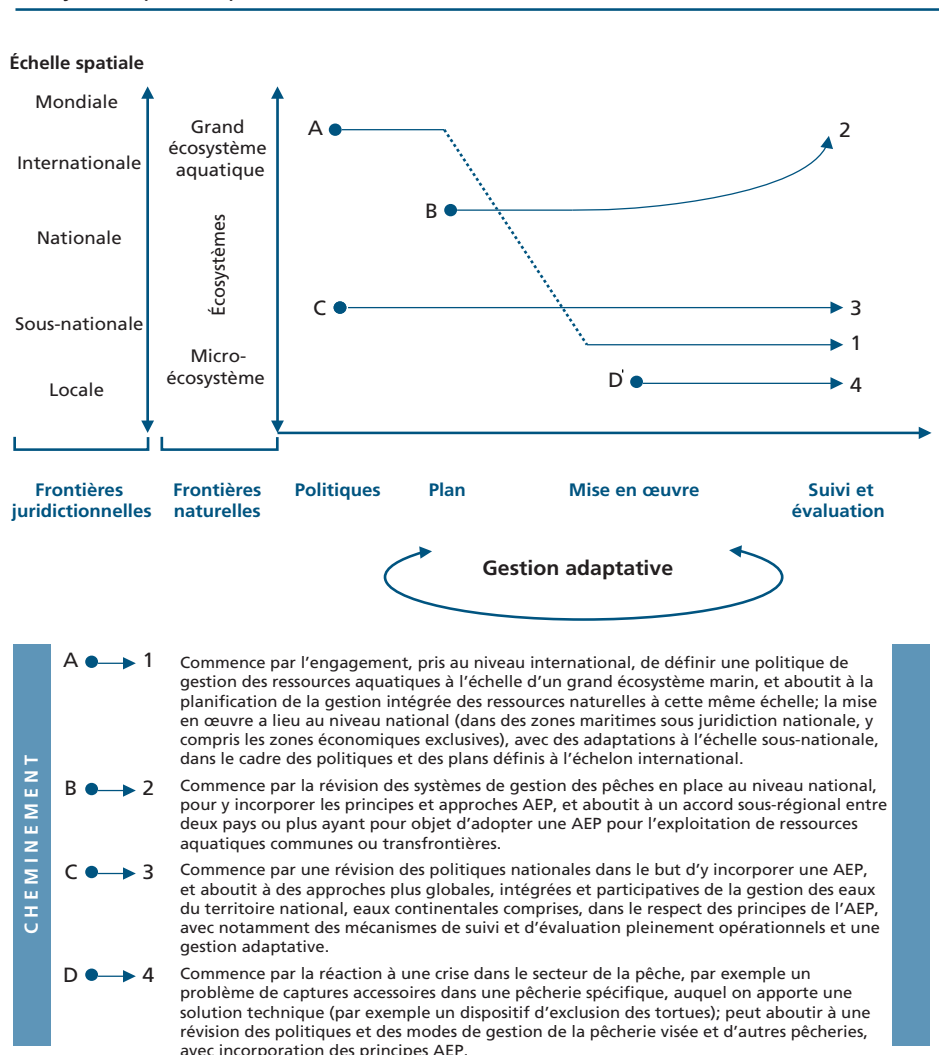 Échelle spatiale
Mondiale
Internationale
Nationale
Sous-nationale
Locale
Grand
écosystème
aquatique
Écosystèmes
Micro-
écosystème
A
B
C
D'
2
3
1
4
Frontières
juridictionnelles
Frontières
naturelles
Politiques
Plan
Mise en œuvre
Suivi et
évaluation
Gestion adaptative
CHEMINEMENT
A 1
Commence par l'engagement, pris au niveau international, de définir une politique de
gestion des ressources aquatiques à l'échelle d'un grand écosystème marin, et aboutit à la
planification de la gestion intégrée des ressources naturelles à cette même échelle; la mise
en œuvre a lieu au niveau national (dans des zones maritimes sous juridiction nationale, y
compris les zones économiques exclusives), avec des adaptations à l'échelle sous-nationale,
dans le cadre des politiques et des plans définis à l'échelon international.
B 2
Commence par la révision des systèmes de gestion des pêches en place au niveau national,
pour y incorporer les principes et approches AEP, et aboutit à un accord sous-régional entre
deux pays ou plus ayant pour objet d'adopter une AEP pour l'exploitation de ressources
aquatiques communes ou transfrontières.
C 3
Commence par une révision des politiques nationales dans le but d'y incorporer une AEP,
et aboutit à des approches plus globales, intégrées et participatives de la gestion des eaux
du territoire national, eaux continentales comprises, dans le respect des principes de l'AEP,
avec notamment des mécanismes de suivi et d'évaluation pleinement opérationnels et une
gestion adaptative.
D 4
Commence par la réaction à une crise dans le secteur de la pêche, par exemple un
problème de captures accessoires dans une pêcherie spécifique, auquel on apporte une
solution technique (par exemple un dispositif d'exclusion des tortues); peut aboutir à une
révision des politiques et des modes de gestion de la pêcherie visée et d'autres pêcheries,
avec incorporation des principes AEP.